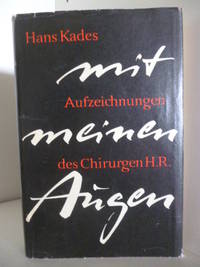 Hans Kades
mit
Aufzeichnungen
meinen
des Chirurgen H.R.
Augen